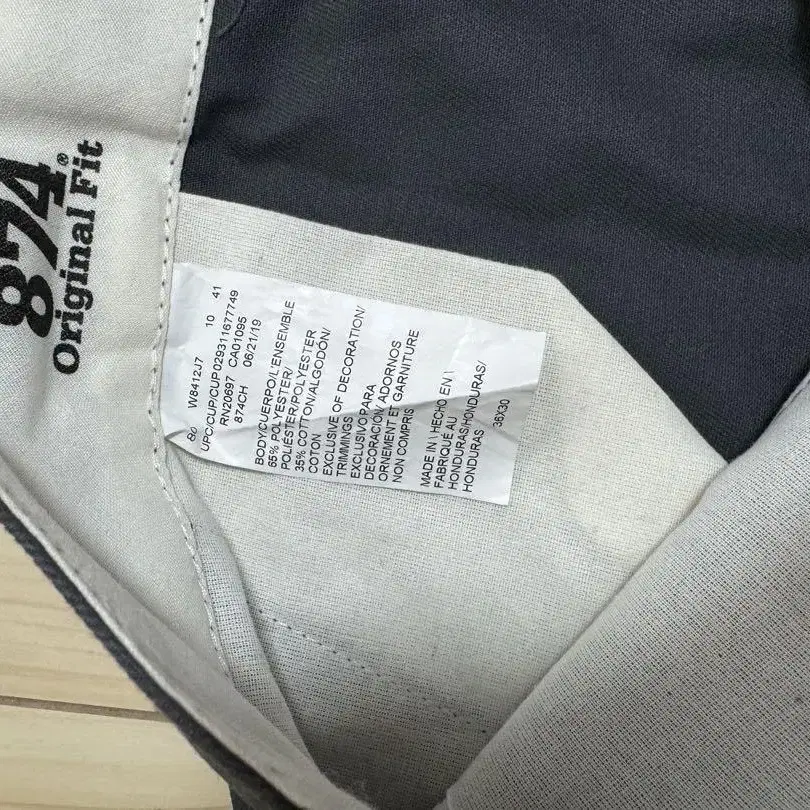 874®
Original Fit
80 W8412J7 10 41
UPC/CUP/CUP029311677749
RN20697 CA01095
874CH 06/21/19
BODY/CUERPO/L'ENSEMBLE
65% POLYESTER/
POLIÉSTER/POLYESTER
35% COTTON/ALGODÓN/
COTON
EXCLUSIVE OF DECORATION/
TRIMMINGS
EXCLUSIVO PARA
DECORACIÓN/ ADORNOS
ORNEMENT ET GARNITURE
NON COMPRIS
MADE IN \ HECHO EN \
FABRIQUÉ AU
HONDURAS/HONDURAS/
HONDURAS 36X30